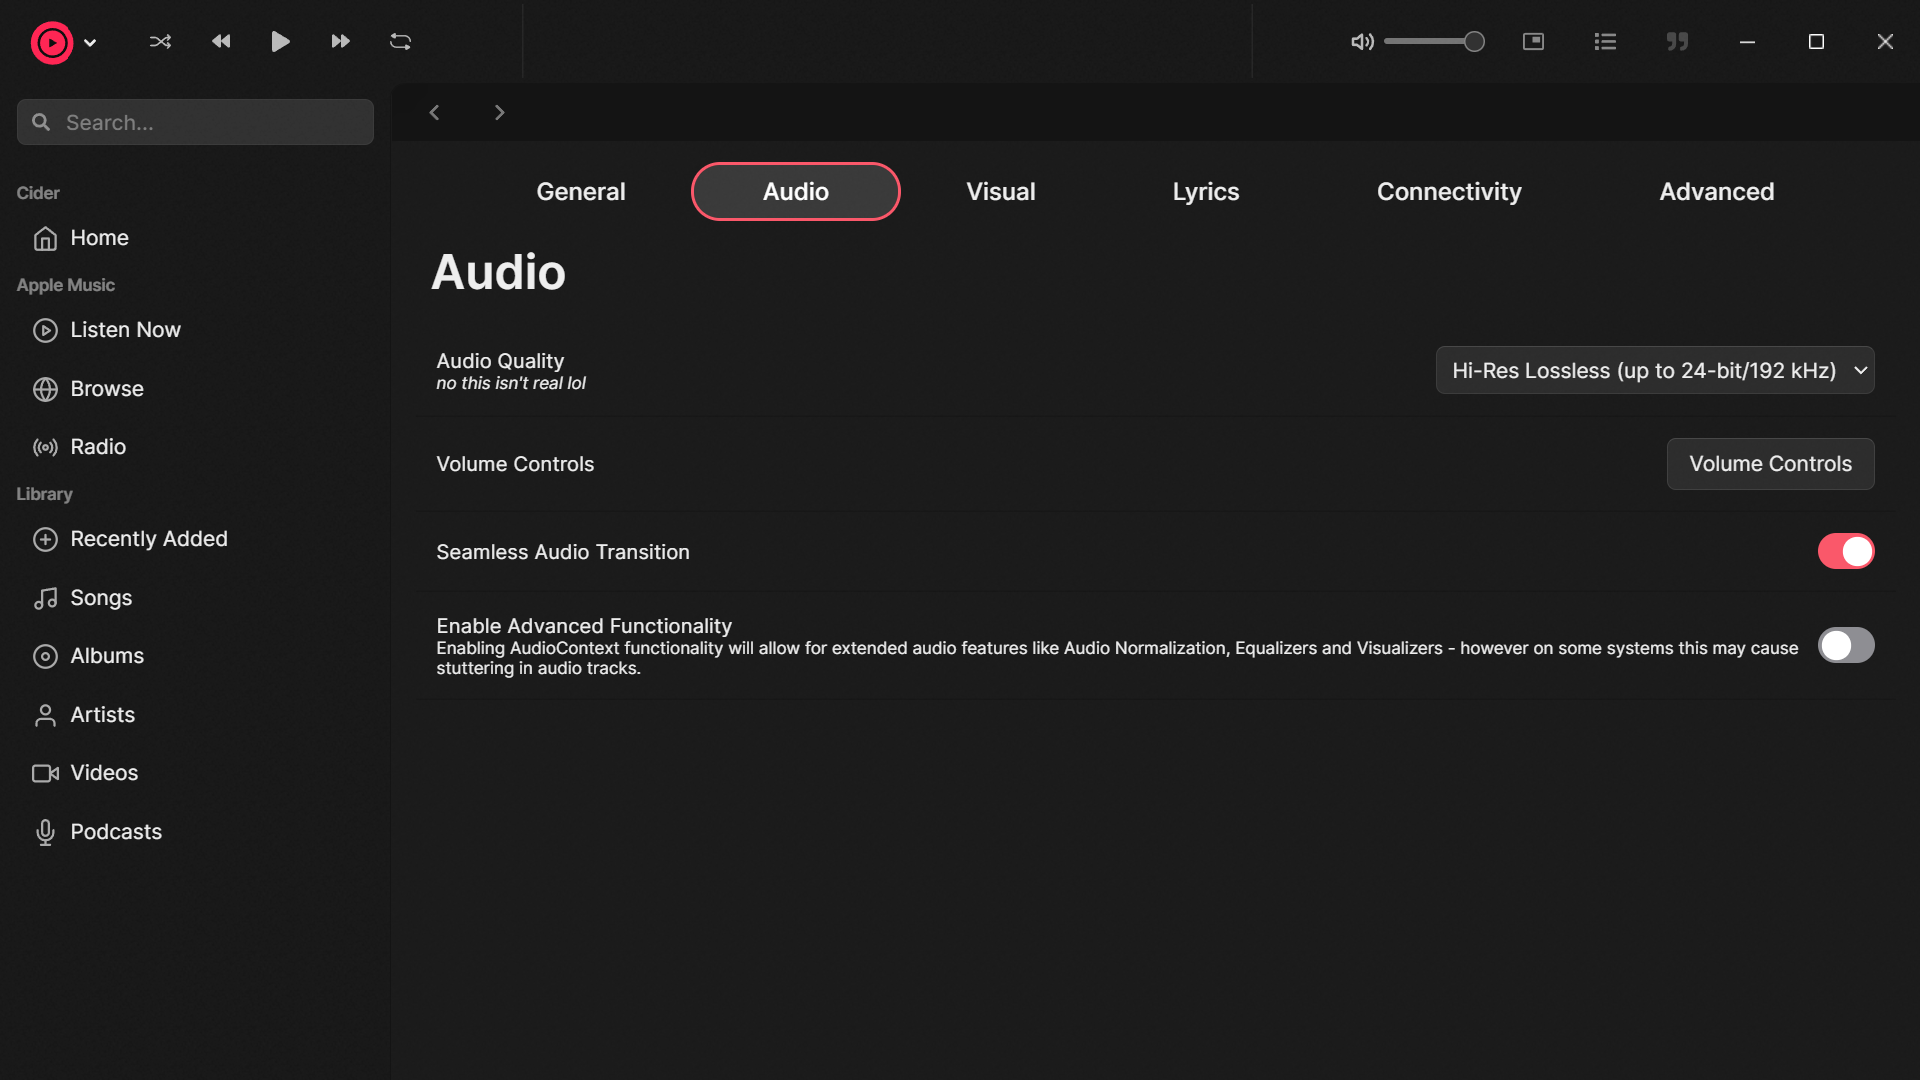 Search...
Cider
Home
Apple Music
Listen Now
Browse
Radio
Library
Recently Added
Songs
Albums
Artists
Videos
Podcasts
General
Audio
Visual
Lyrics
Connectivity
Advanced
Audio
Audio Quality
no this isn't real lol
Hi-Res Lossless (up to 24-bit/192 kHz)
Volume Controls
Volume Controls
Seamless Audio Transition
Enable Advanced Functionality
Enabling AudioContext functionality will allow for extended audio features like Audio Normalization, Equalizers and Visualizers - however on some systems this may cause
stuttering in audio tracks.